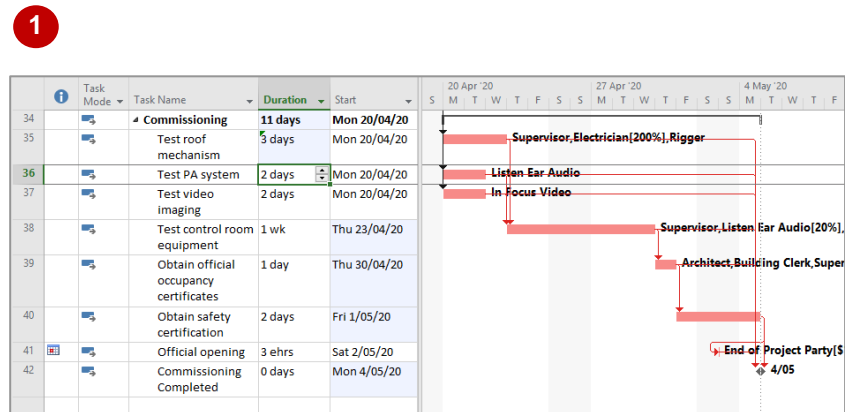 1
Task
Mode Task Name Duration Start
20 Apr '20 27 Apr '20 4 May '20
S M T W T F S S M T W T F S S M T W T F
34 Commissioning 11 days Mon 20/04/20
35 Test roof 3 days Mon 20/04/20 Supervisor,Electrician[200%],Rigger
mechanism
36 Test PA system 2 days Mon 20/04/20 Listen Ear Audio
37 Test video 2 days Mon 20/04/20 In Focus Video
imaging
38 Test control room 1 wk Thu 23/04/20 Supervisor,Listen Ear Audio[20%],
equipment
39 Obtain official 1 day Thu 30/04/20 Architect,Building Clerk,Super
occupancy
certificates
40 Obtain safety 2 days Fri 1/05/20
certification
41 Official opening 3 ehrs Sat 2/05/20 End of Project Party[$
42 Commissioning 0 days Mon 4/05/20 4/05
Completed